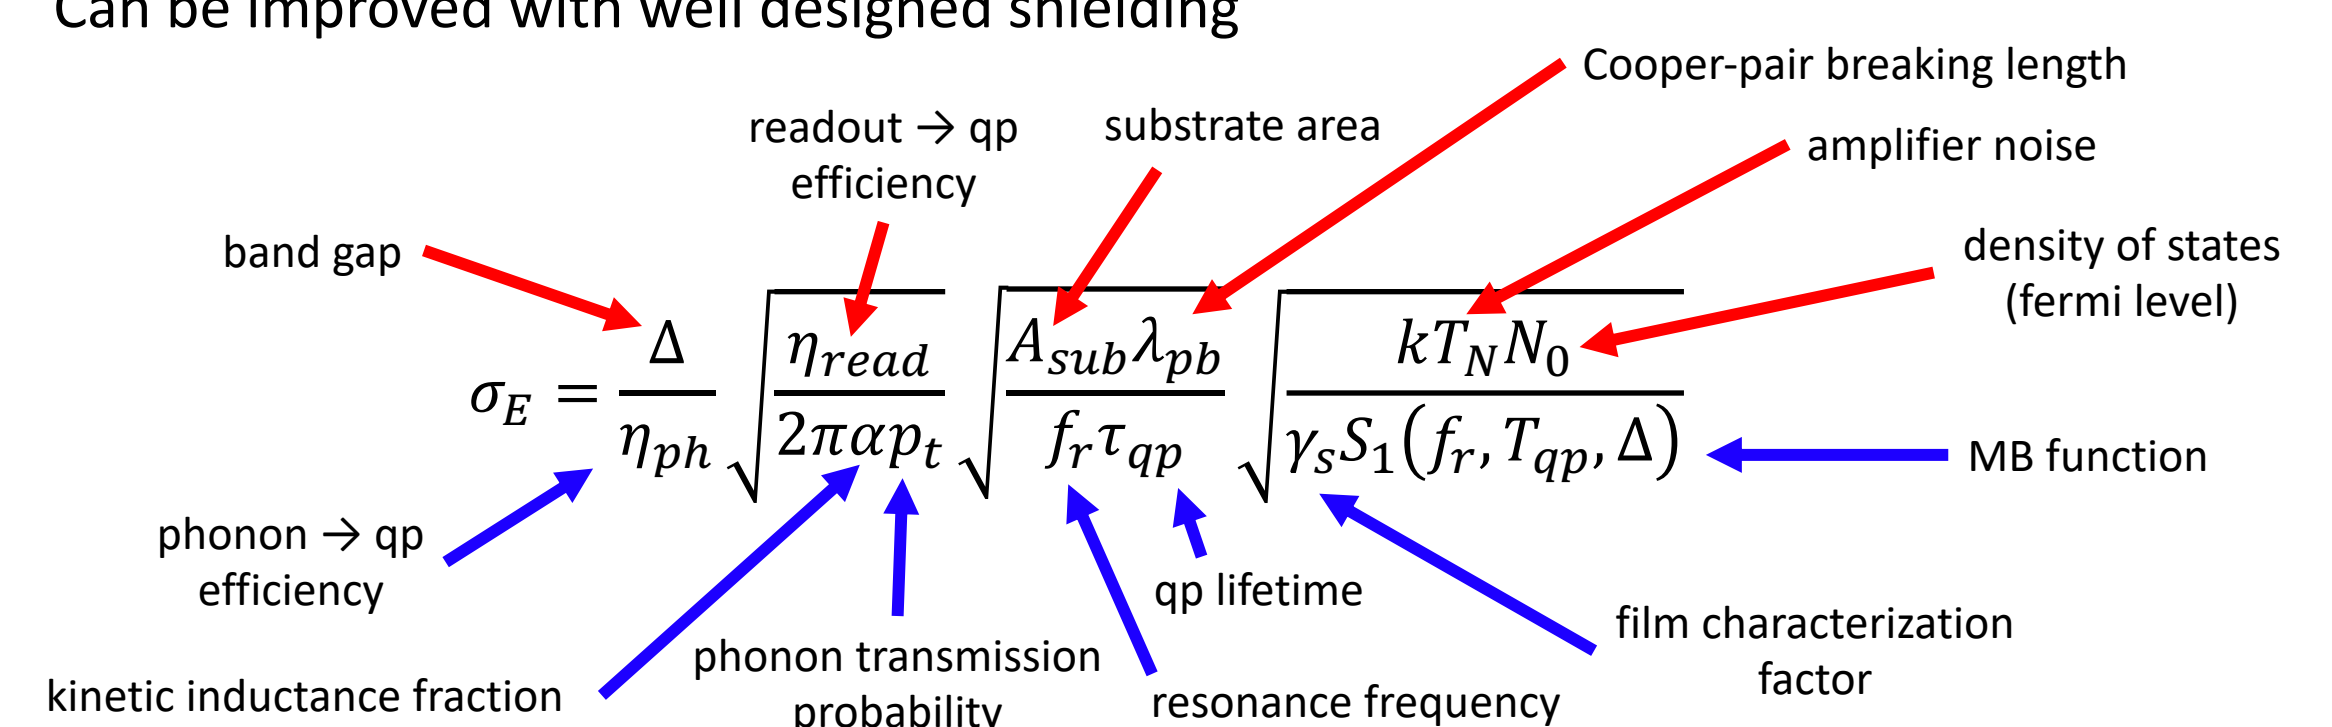 Can be improved with well designed shielding
Cooper-pair breaking length
readout → qp
efficiency
substrate area
amplifier noise
band gap
density of states
(fermi level)
σ_E = Δ/η_ph √(η_read/(2παp_t)) √(A_sub λ_pb/(f_r τ_qp)) √(kT_N N_0/(γ_s S_1(f_r, T_qp, Δ)))
MB function
phonon → qp
efficiency
qp lifetime
film characterization
factor
phonon transmission
probability
kinetic inductance fraction
resonance frequency